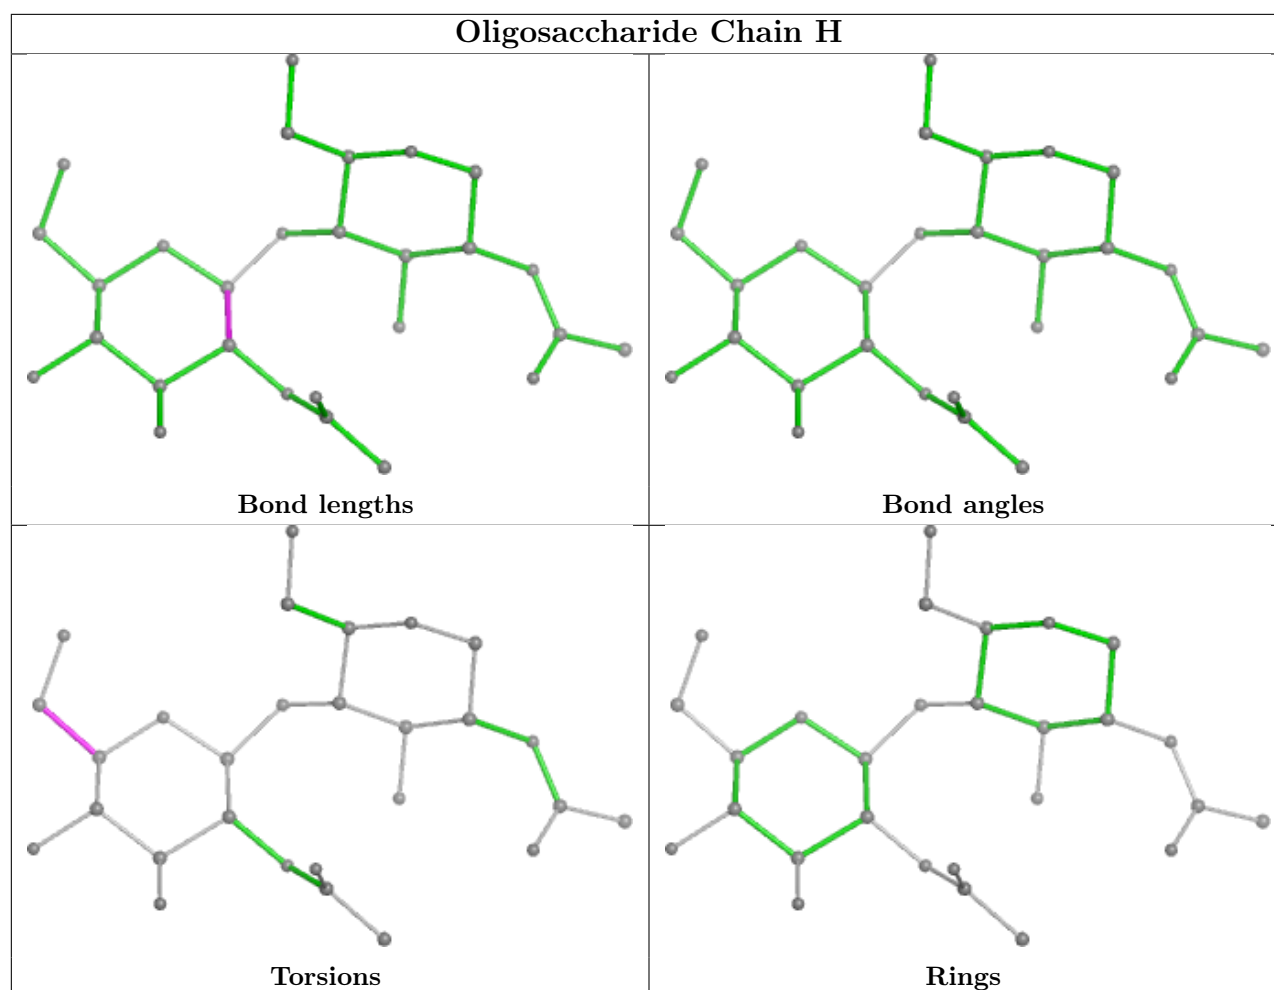 Oligosaccharide Chain H
Bond lengths
Bond angles
Torsions
Rings